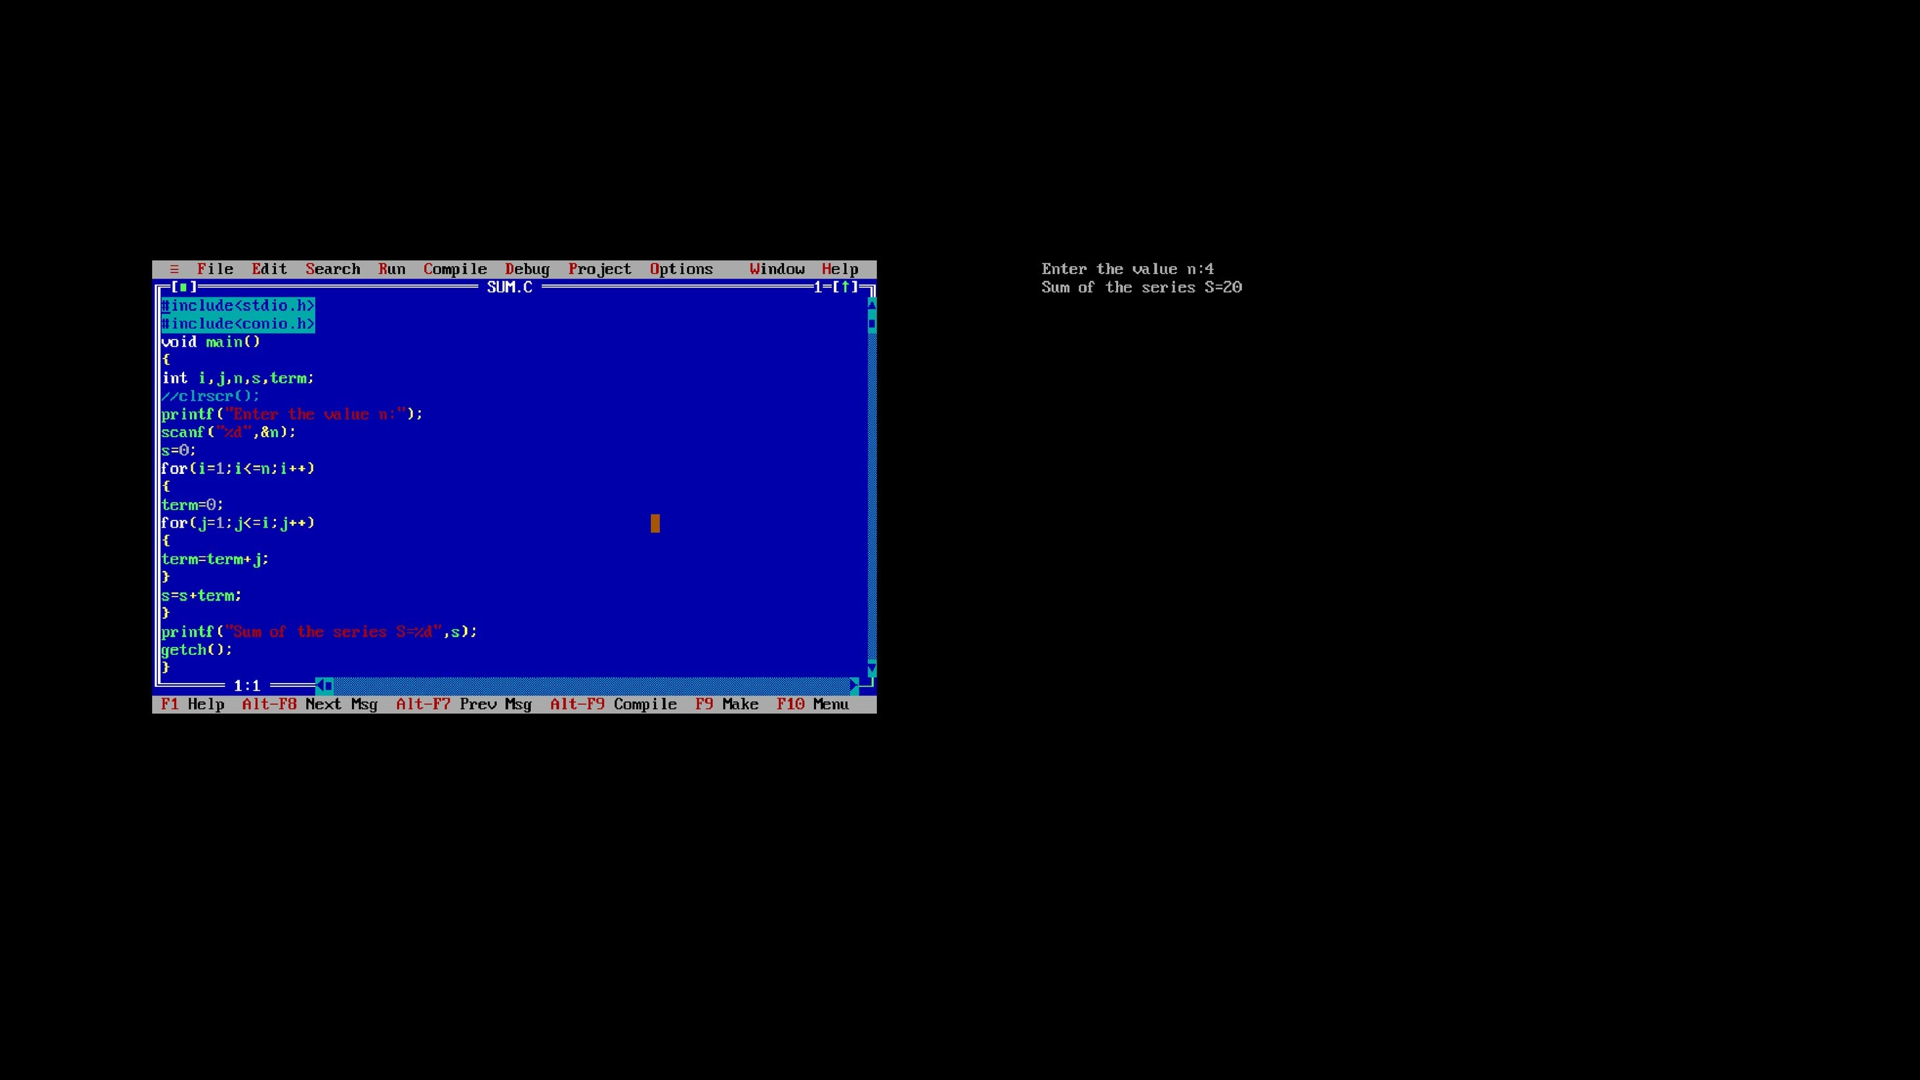 ≡ File Edit Search Run Compile Debug Project Options Window Help
[■] SUM.C 1=[↑]
#include<stdio.h>
#include<conio.h>
void main()
{
int i,j,n,s,term;
//clrscr();
printf("Enter the value n:");
scanf("%d",&n);
s=0;
for(i=1;i<=n;i++)
{
term=0;
for(j=1;j<=i;j++)
{
term=term+j;
}
s=s+term;
}
printf("Sum of the series S=%d",s);
getch();
}
1:1
F1 Help Alt-F8 Next Msg Alt-F7 Prev Msg Alt-F9 Compile F9 Make F10 Menu
Enter the value n:4
Sum of the series S=20